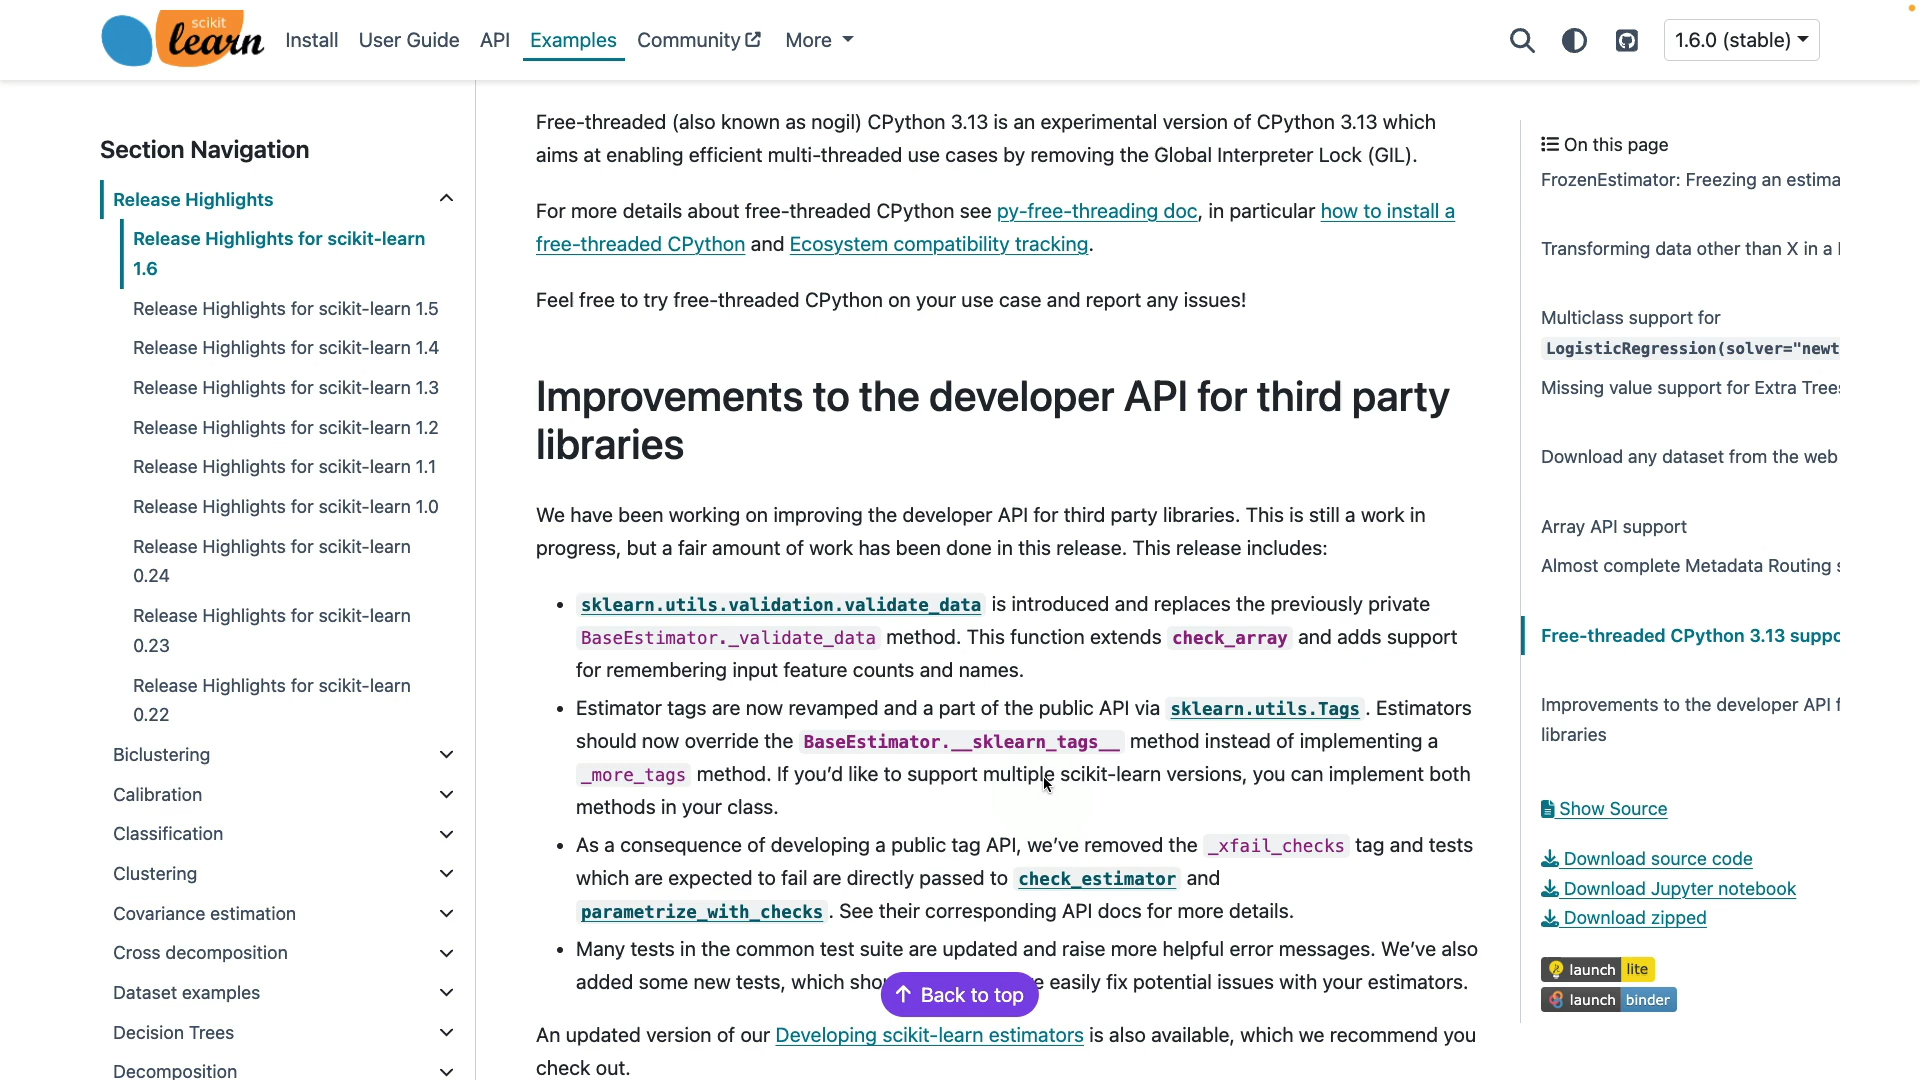 scikit
learn
Install User Guide API Examples Community More
1.6.0 (stable)
Section Navigation
Release Highlights
Release Highlights for scikit-learn
1.6
Release Highlights for scikit-learn 1.5
Release Highlights for scikit-learn 1.4
Release Highlights for scikit-learn 1.3
Release Highlights for scikit-learn 1.2
Release Highlights for scikit-learn 1.1
Release Highlights for scikit-learn 1.0
Release Highlights for scikit-learn
0.24
Release Highlights for scikit-learn
0.23
Release Highlights for scikit-learn
0.22
Biclustering
Calibration
Classification
Clustering
Covariance estimation
Cross decomposition
Dataset examples
Decision Trees
Decomposition
Free-threaded (also known as nogil) CPython 3.13 is an experimental version of CPython 3.13 which
aims at enabling efficient multi-threaded use cases by removing the Global Interpreter Lock (GIL).
For more details about free-threaded CPython see py-free-threading doc, in particular how to install a
free-threaded CPython and Ecosystem compatibility tracking.
Feel free to try free-threaded CPython on your use case and report any issues!
Improvements to the developer API for third party
libraries
We have been working on improving the developer API for third party libraries. This is still a work in
progress, but a fair amount of work has been done in this release. This release includes:
• sklearn.utils.validation.validate_data is introduced and replaces the previously private
BaseEstimator._validate_data method. This function extends check_array and adds support
for remembering input feature counts and names.
• Estimator tags are now revamped and a part of the public API via sklearn.utils.Tags. Estimators
should now override the BaseEstimator.__sklearn_tags__ method instead of implementing a
_more_tags method. If you’d like to support multiple scikit-learn versions, you can implement both
methods in your class.
• As a consequence of developing a public tag API, we’ve removed the _xfail_checks tag and tests
which are expected to fail are directly passed to check_estimator and
parametrize_with_checks. See their corresponding API docs for more details.
• Many tests in the common test suite are updated and raise more helpful error messages. We’ve also
added some new tests, which easily fix potential issues with your estimators.
Back to top
An updated version of our Developing scikit-learn estimators is also available, which we recommend you
check out.
On this page
FrozenEstimator: Freezing an estima
Transforming data other than X in a
Multiclass support for
LogisticRegression(solver="newt
Missing value support for Extra Tree
Download any dataset from the web
Array API support
Almost complete Metadata Routing
Free-threaded CPython 3.13 suppo
Improvements to the developer API f
libraries
Show Source
Download source code
Download Jupyter notebook
Download zipped
launch lite
launch binder